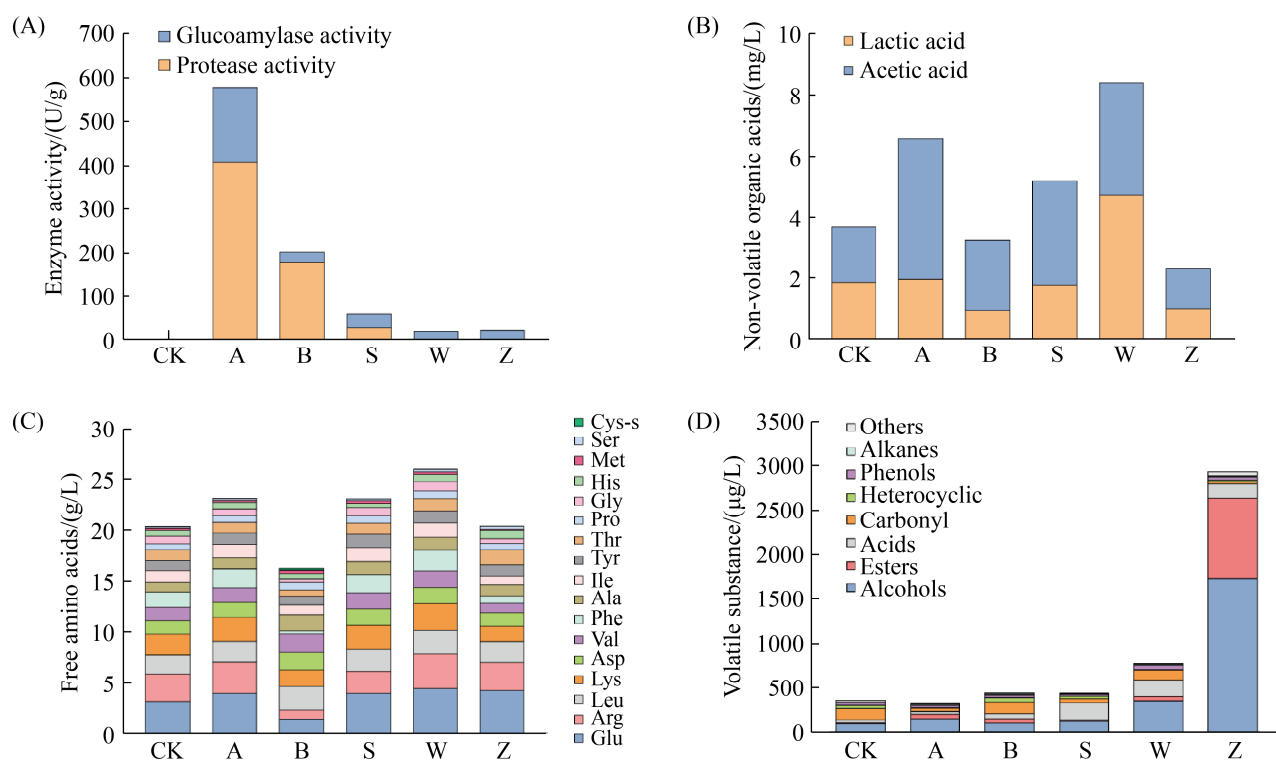 (A)
Enzyme activity/(U/g)
700
600
500
400
300
200
100
0
Glucoamylase activity
Protease activity
CK A B S W Z
(B)
Non-volatile organic acids/(mg/L)
10
8
6
4
2
0
Lactic acid
Acetic acid
CK A B S W Z
(C)
Free amino acids/(g/L)
30
25
20
15
10
5
0
CK A B S W Z
Cys-s
Ser
Met
His
Gly
Pro
Thr
Tyr
Ile
Ala
Phe
Val
Asp
Lys
Leu
Arg
Glu
(D)
Volatile substance/(μg/L)
3500
3000
2500
2000
1500
1000
500
0
Others
Alkanes
Phenols
Heterocyclic
Carbonyl
Acids
Esters
Alcohols
CK A B S W Z